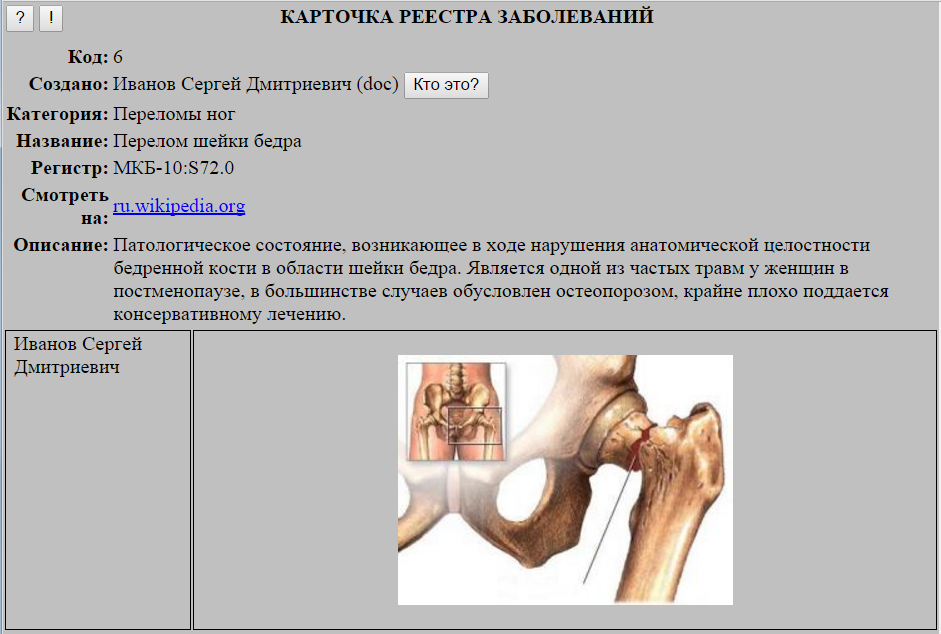 ? ! КАРТОЧКА РЕЕСТРА ЗАБОЛЕВАНИЙ
Код: 6
Создано: Иванов Сергей Дмитриевич (doc) Кто это?
Категория: Переломы ног
Название: Перелом шейки бедра
Регистр: МКБ-10:S72.0
Смотреть
на: ru.wikipedia.org
Описание: Патологическое состояние, возникающее в ходе нарушения анатомической целостности
бедренной кости в области шейки бедра. Является одной из частых травм у женщин в
постменопаузе, в большинстве случаев обусловлен остеопорозом, крайне плохо поддается
консервативному лечению.
Иванов Сергей
Дмитриевич